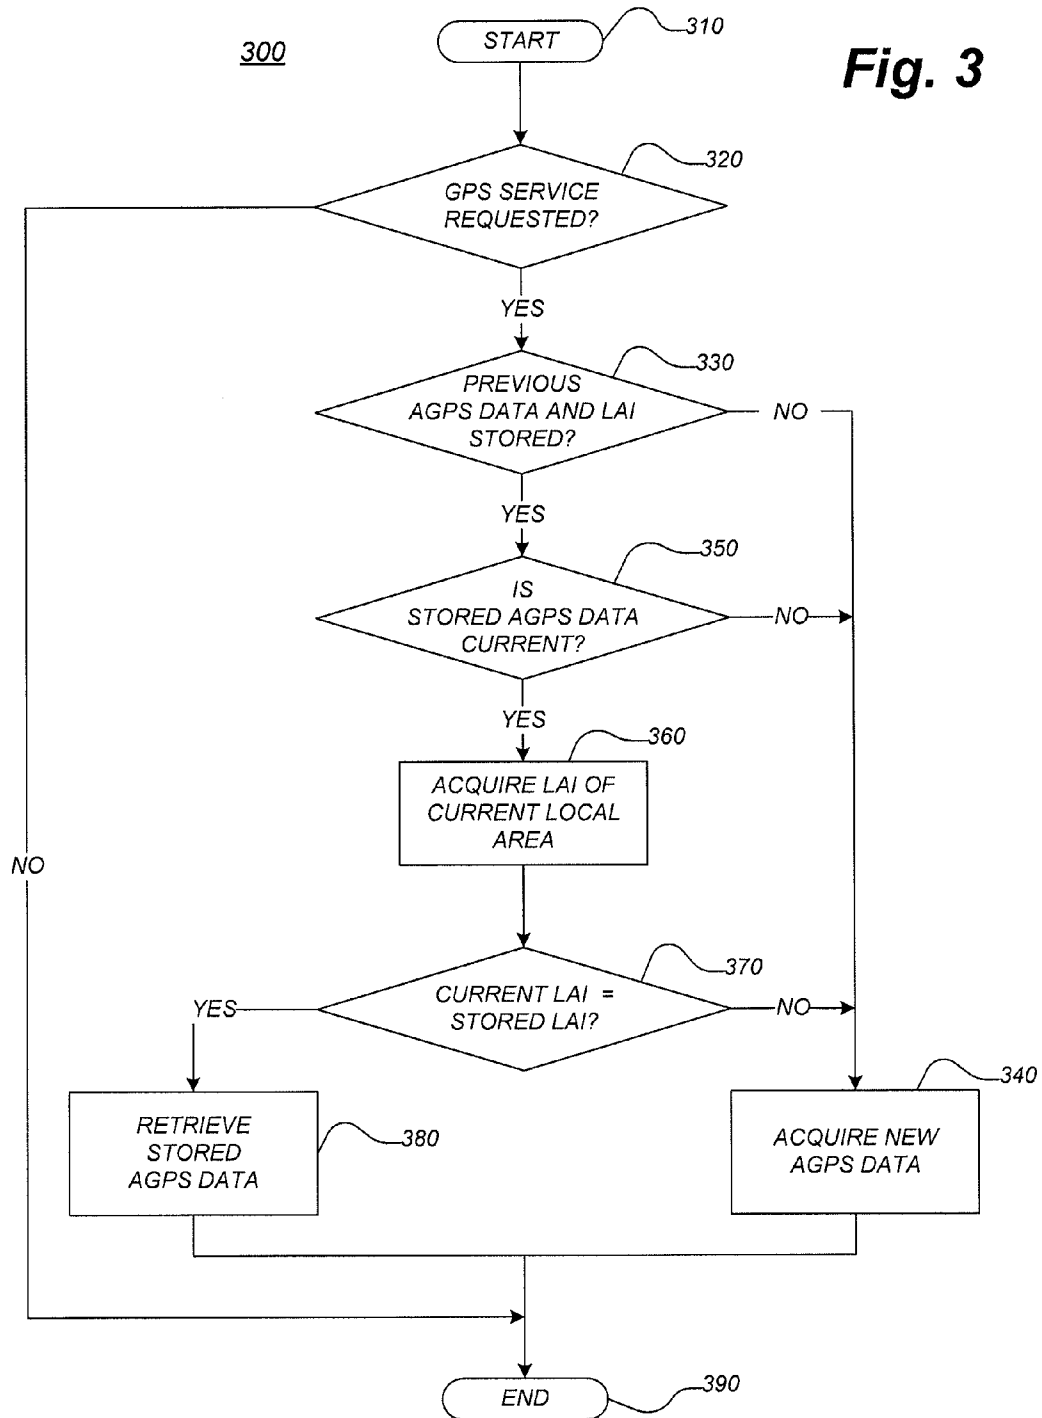 310
START
300
Fig. 3
320
GPS SERVICE
REQUESTED?
YES
330
PREVIOUS
AGPS DATA AND LAI
STORED?
NO
YES
350
IS
STORED AGPS DATA
CURRENT?
NO
YES
360
ACQUIRE LAI OF
CURRENT LOCAL
AREA
NO
370
CURRENT LAI =
STORED LAI?
YES
NO
340
RETRIEVE
STORED
AGPS DATA
380
ACQUIRE NEW
AGPS DATA
END
390